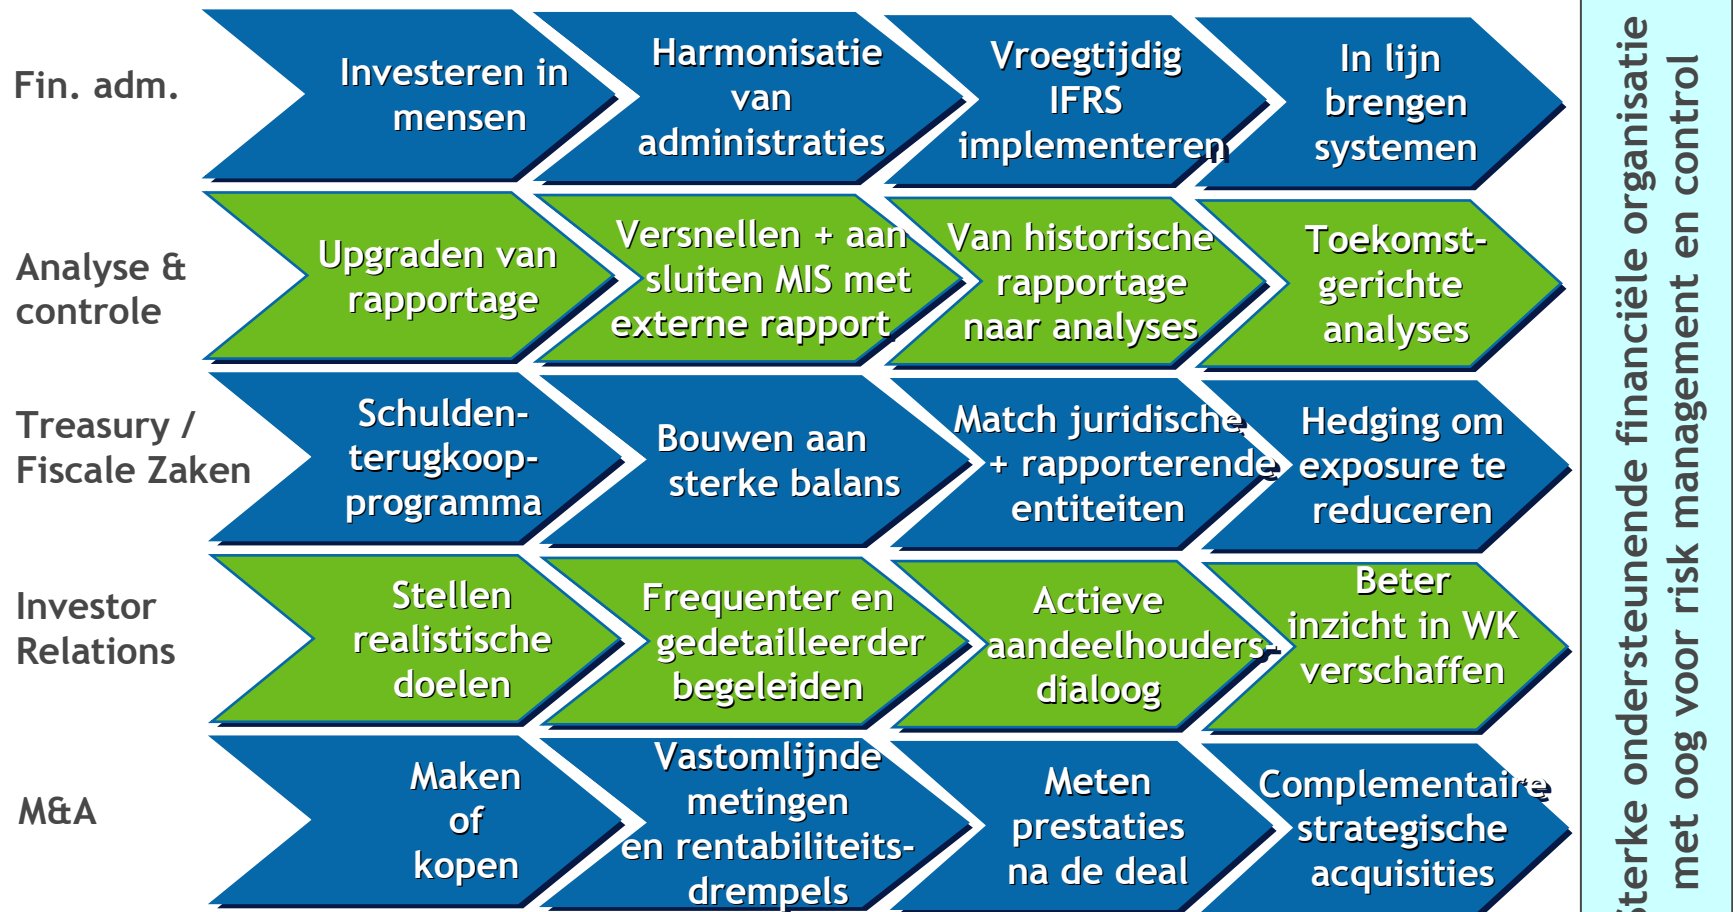 Fin. adm.
Investeren in
mensen
Harmonisatie
van
administraties
Vroegtijdig
IFRS
implementeren
In lijn
brengen
systemen
Analyse &
controle
Upgraden van
rapportage
Versnellen + aan
sluiten MIS met
externe rapport.
Van historische
rapportage
naar analyses
Toekomst-
gerichte
analyses
Treasury /
Fiscale Zaken
Schulden-
terugkoop-
programma
Bouwen aan
sterke balans
Match juridische
+ rapporterende
entiteiten
Hedging om
exposure te
reduceren
Investor
Relations
Stellen
realistische
doelen
Frequenter en
gedetailleerder
begeleiden
Actieve
aandeelhouders-
dialoog
Beter
inzicht in WK
verschaffen
M&A
Maken
of
kopen
Vastomlijnde
metingen
en rentabiliteits-
drempels
Meten
prestaties
na de deal
Complementaire
strategische
acquisities
Sterke ondersteunende financiële organisatie
met oog voor risk management en control